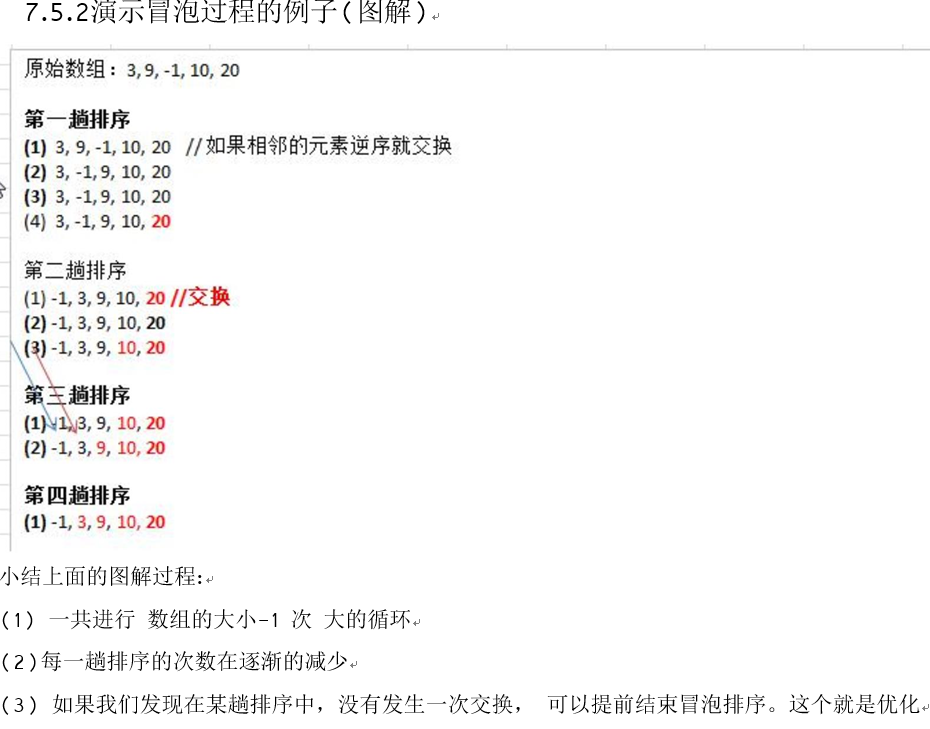 7.5.2演示冒泡过程的例子(图解)
原始数组：3, 9, -1, 10, 20
第一趟排序
(1) 3, 9, -1, 10, 20 //如果相邻的元素逆序就交换
(2) 3, -1, 9, 10, 20
(3) 3, -1, 9, 10, 20
(4) 3, -1, 9, 10, 20
第二趟排序
(1) -1, 3, 9, 10, 20 //交换
(2) -1, 3, 9, 10, 20
(3) -1, 3, 9, 10, 20
第三趟排序
(1) -1, 3, 9, 10, 20
(2) -1, 3, 9, 10, 20
第四趟排序
(1) -1, 3, 9, 10, 20
小结上面的图解过程:
(1) 一共进行 数组的大小-1 次 大的循环
(2)每一趟排序的次数在逐渐的减少
(3) 如果我们发现在某趟排序中，没有发生一次交换， 可以提前结束冒泡排序。这个就是优化